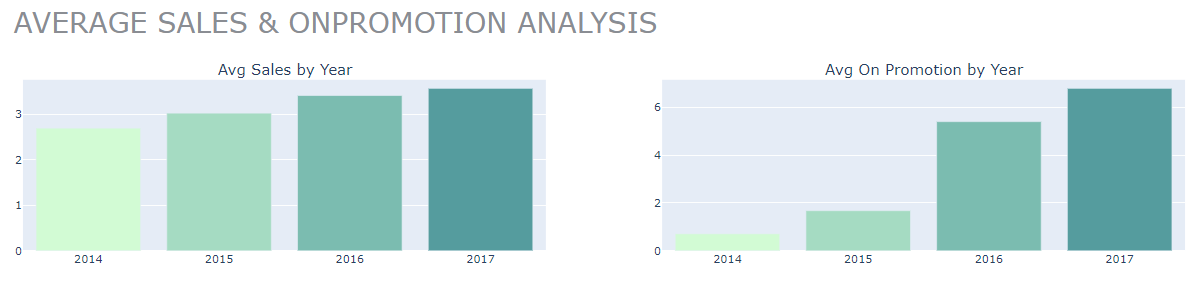 AVERAGE SALES & ONPROMOTION ANALYSIS
Avg Sales by Year
3
2
1
0
2014 2015 2016 2017
Avg On Promotion by Year
6
4
2
0
2014 2015 2016 2017